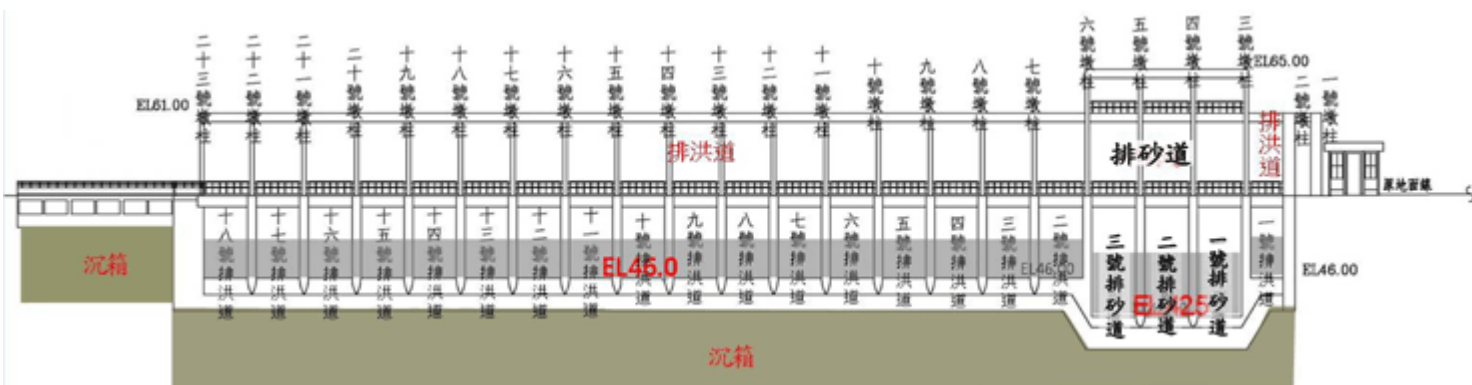 二十三號墩柱
二十二號墩柱
二十一號墩柱
二十號墩柱
十九號墩柱
十八號墩柱
十七號墩柱
十六號墩柱
十五號墩柱
十四號墩柱
十三號墩柱
十二號墩柱
十一號墩柱
十號墩柱
九號墩柱
八號墩柱
七號墩柱
六號墩柱
五號墩柱
四號墩柱
三號墩柱
二號墩柱
一號墩柱
EL61.00
EL65.00
排洪道
排砂道
排洪道
原地面線
十八號排洪道
十七號排洪道
十六號排洪道
十五號排洪道
十四號排洪道
十三號排洪道
十二號排洪道
十一號排洪道
十號排洪道
九號排洪道
八號排洪道
七號排洪道
六號排洪道
五號排洪道
四號排洪道
三號排洪道
二號排洪道
三號排砂道
二號排砂道
一號排砂道
一號排洪道
沉箱
EL46.0
EL46.00
EL46.00
EL42.5
沉箱